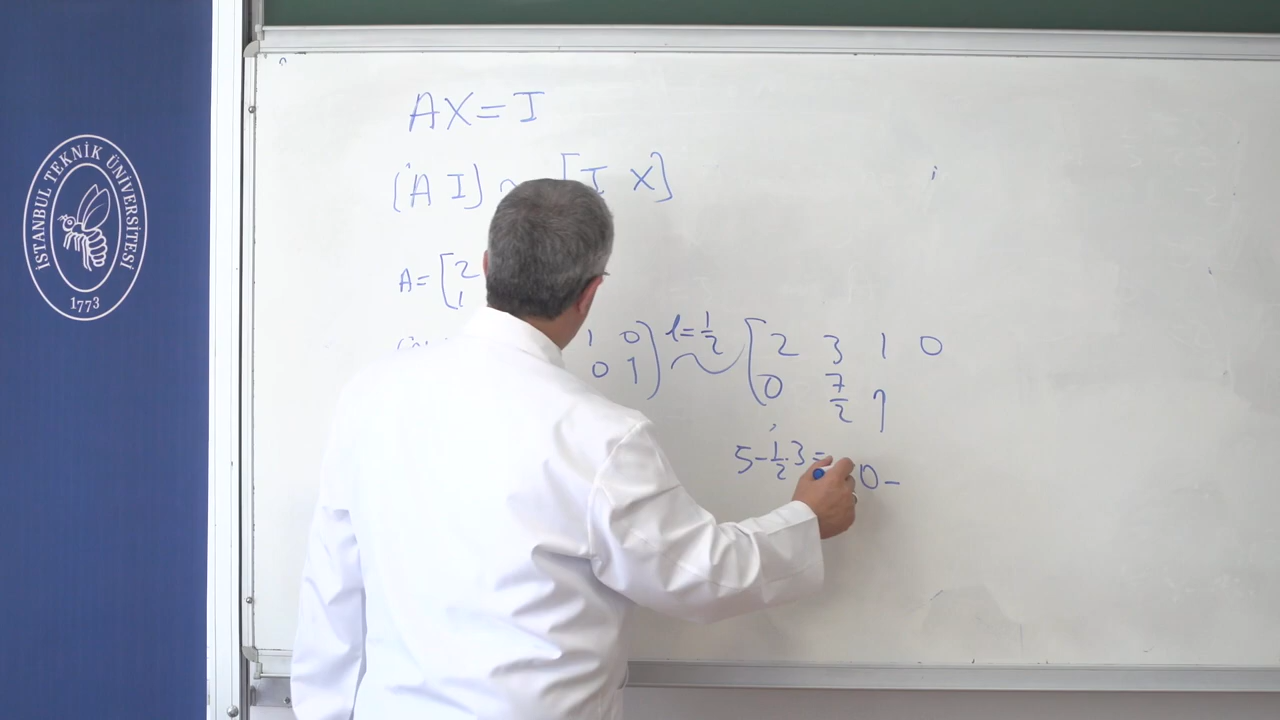 İSTANBUL TEKNİK ÜNİVERSİTESİ
1773
AX=I
[A I] ~ [I X]
A=[2
1
1 0) l=1/2 [2 3 1 0
0 1) 0 7/2
5-1/2.3= 0-